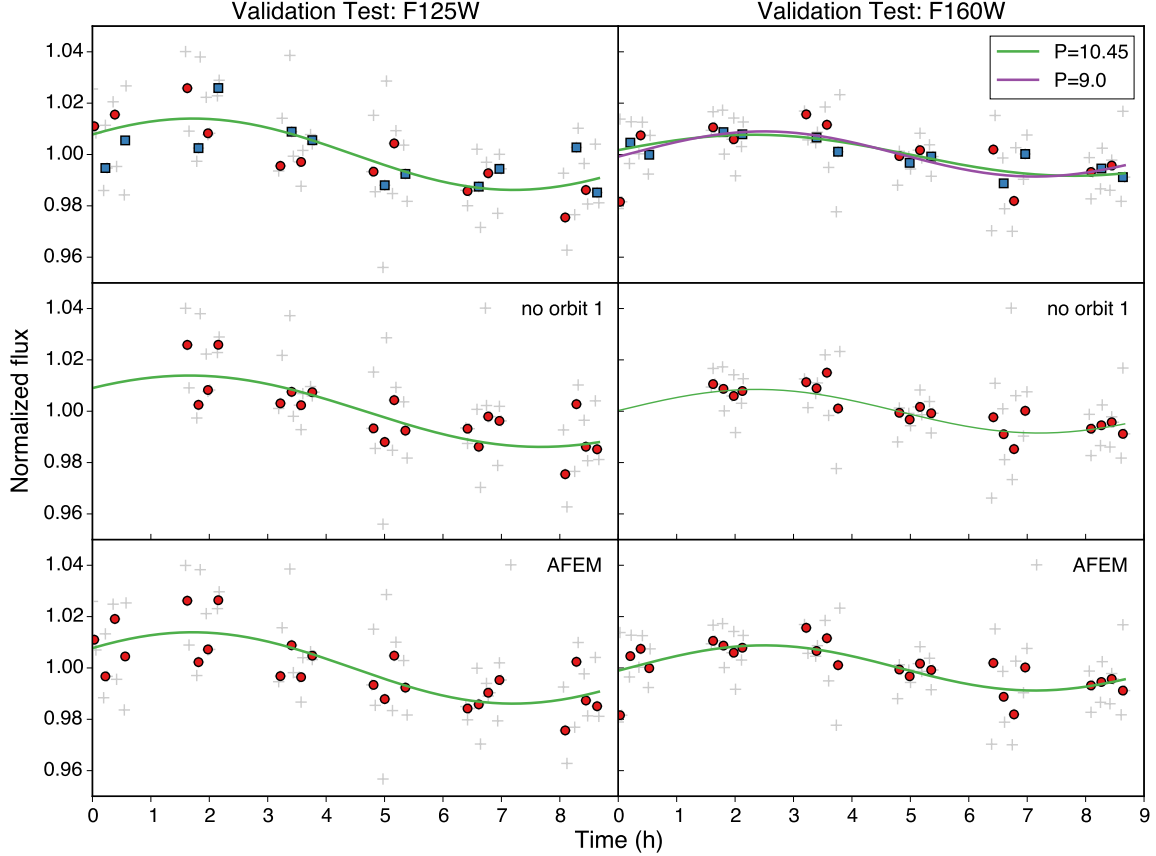 Validation Test: F125W
Validation Test: F160W
1.04
1.02
1.00
0.98
0.96
P=10.45
P=9.0
1.04
1.02
1.00
0.98
0.96
no orbit 1
no orbit 1
Normalized flux
1.04
1.02
1.00
0.98
0.96
AFEM
AFEM
0 1 2 3 4 5 6 7 8 0 1 2 3 4 5 6 7 8 9
Time (h)